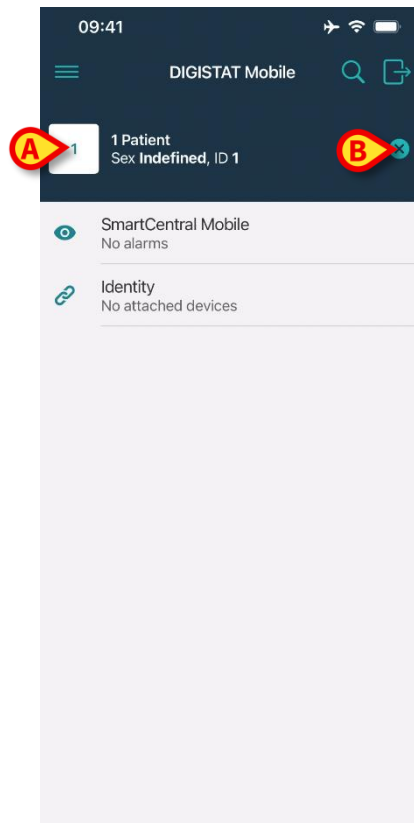 09:41
DIGISTAT Mobile
A
1
1 Patient
Sex Indefined, ID 1
B
SmartCentral Mobile
No alarms
Identity
No attached devices